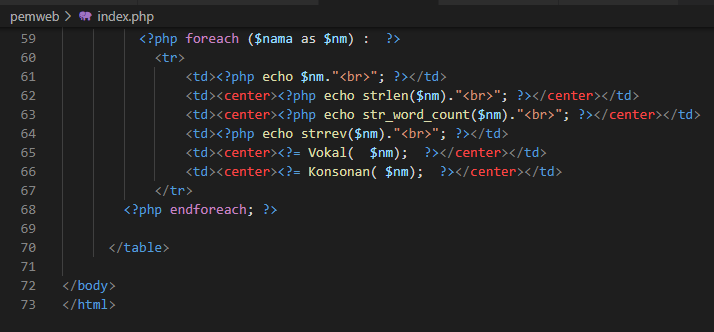 pemweb > index.php
59 <?php foreach ($nama as $nm) :  ?>
60 <tr>
61 <td><?php echo $nm."<br>"; ?></td>
62 <td><center><?php echo strlen($nm)."<br>"; ?></center></td>
63 <td><center><?php echo str_word_count($nm)."<br>"; ?></center></td>
64 <td><?php echo strrev($nm)."<br>"; ?></td>
65 <td><center><?= Vokal(  $nm);  ?></center></td>
66 <td><center><?= Konsonan( $nm);  ?></center></td>
67 </tr>
68 <?php endforeach; ?>
69
70 </table>
71
72 </body>
73 </html>